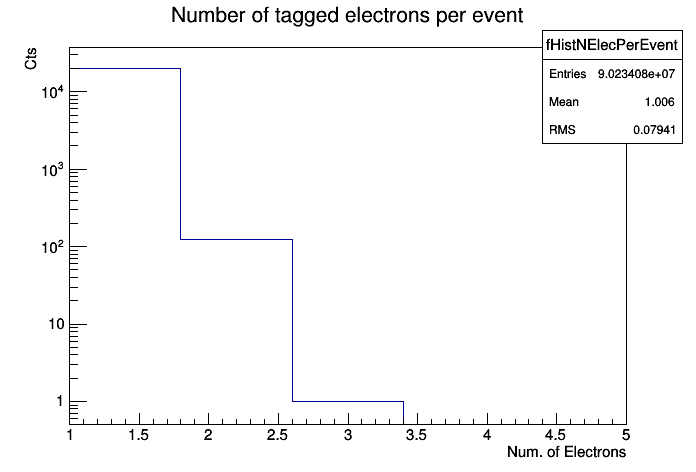 Number of tagged electrons per event
fHistNElecPerEvent
Entries 9.023408e+07
Mean 1.006
RMS 0.07941
Cts
10⁴
10³
10²
10
1
1 1.5 2 2.5 3 3.5 4 4.5 5
Num. of Electrons